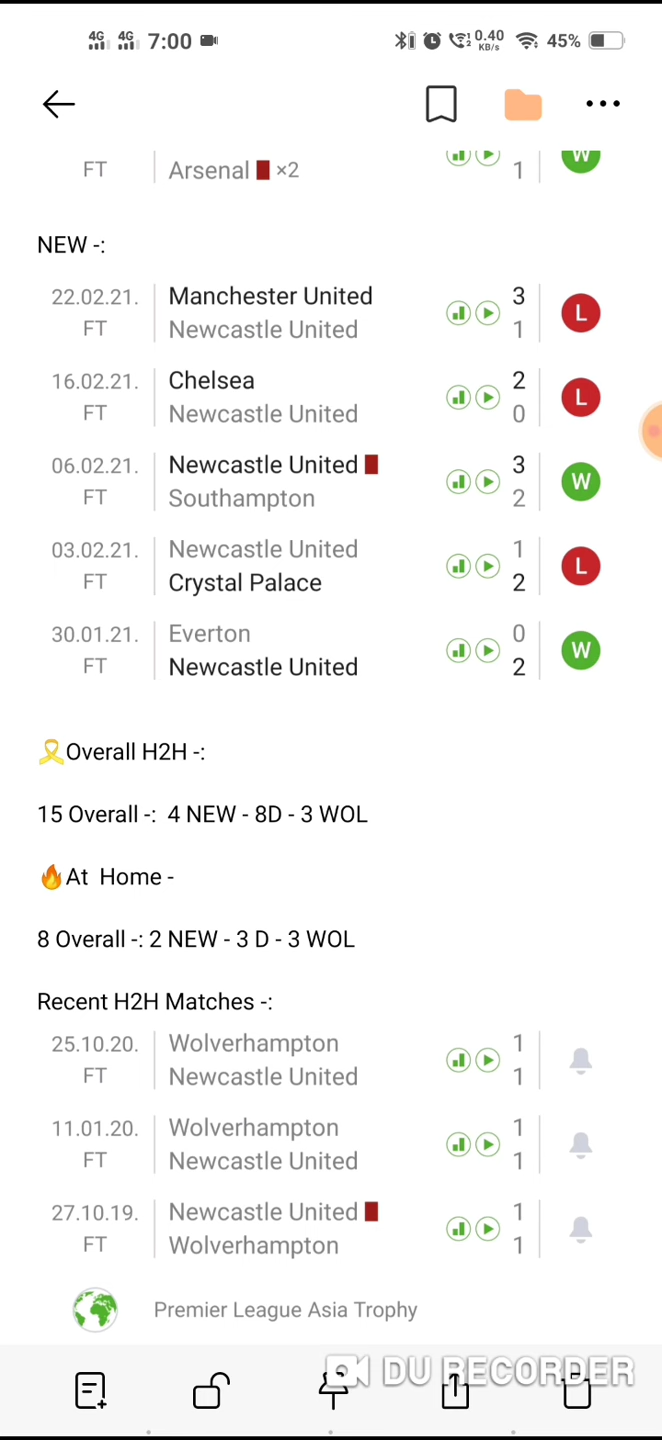 4G 4G 7:00 2 0.40 KB/s 45%
FT Arsenal ×2 1 W
NEW -:
22.02.21. Manchester United 3 L
FT Newcastle United 1
16.02.21. Chelsea 2 L
FT Newcastle United 0
06.02.21. Newcastle United 3 W
FT Southampton 2
03.02.21. Newcastle United 1 L
FT Crystal Palace 2
30.01.21. Everton 0 W
FT Newcastle United 2
🎗Overall H2H -:
15 Overall -: 4 NEW - 8D - 3 WOL
🔥At Home -
8 Overall -: 2 NEW - 3 D - 3 WOL
Recent H2H Matches -:
25.10.20. Wolverhampton 1
FT Newcastle United 1
11.01.20. Wolverhampton 1
FT Newcastle United 1
27.10.19. Newcastle United 1
FT Wolverhampton 1
Premier League Asia Trophy
DU RECORDER